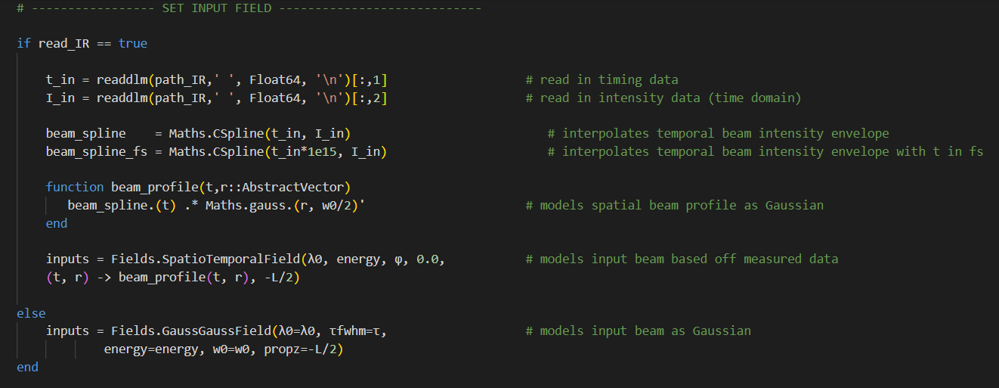 # ----------------- SET INPUT FIELD ----------------------------
if read_IR == true
t_in = readdlm(path_IR,' ', Float64, '\n')[:,1] # read in timing data
I_in = readdlm(path_IR,' ', Float64, '\n')[:,2] # read in intensity data (time domain)
beam_spline    = Maths.CSpline(t_in, I_in) # interpolates temporal beam intensity envelope
beam_spline_fs = Maths.CSpline(t_in*1e15, I_in) # interpolates temporal beam intensity envelope with t in fs
function beam_profile(t,r::AbstractVector)
beam_spline.(t) .* Maths.gauss.(r, w0/2)' # models spatial beam profile as Gaussian
end
inputs = Fields.SpatioTemporalField(λ0, energy, φ, 0.0, # models input beam based off measured data
(t, r) -> beam_profile(t, r), -L/2)
else
inputs = Fields.GaussGaussField(λ0=λ0, τfwhm=τ, # models input beam as Gaussian
energy=energy, w0=w0, propz=-L/2)
end